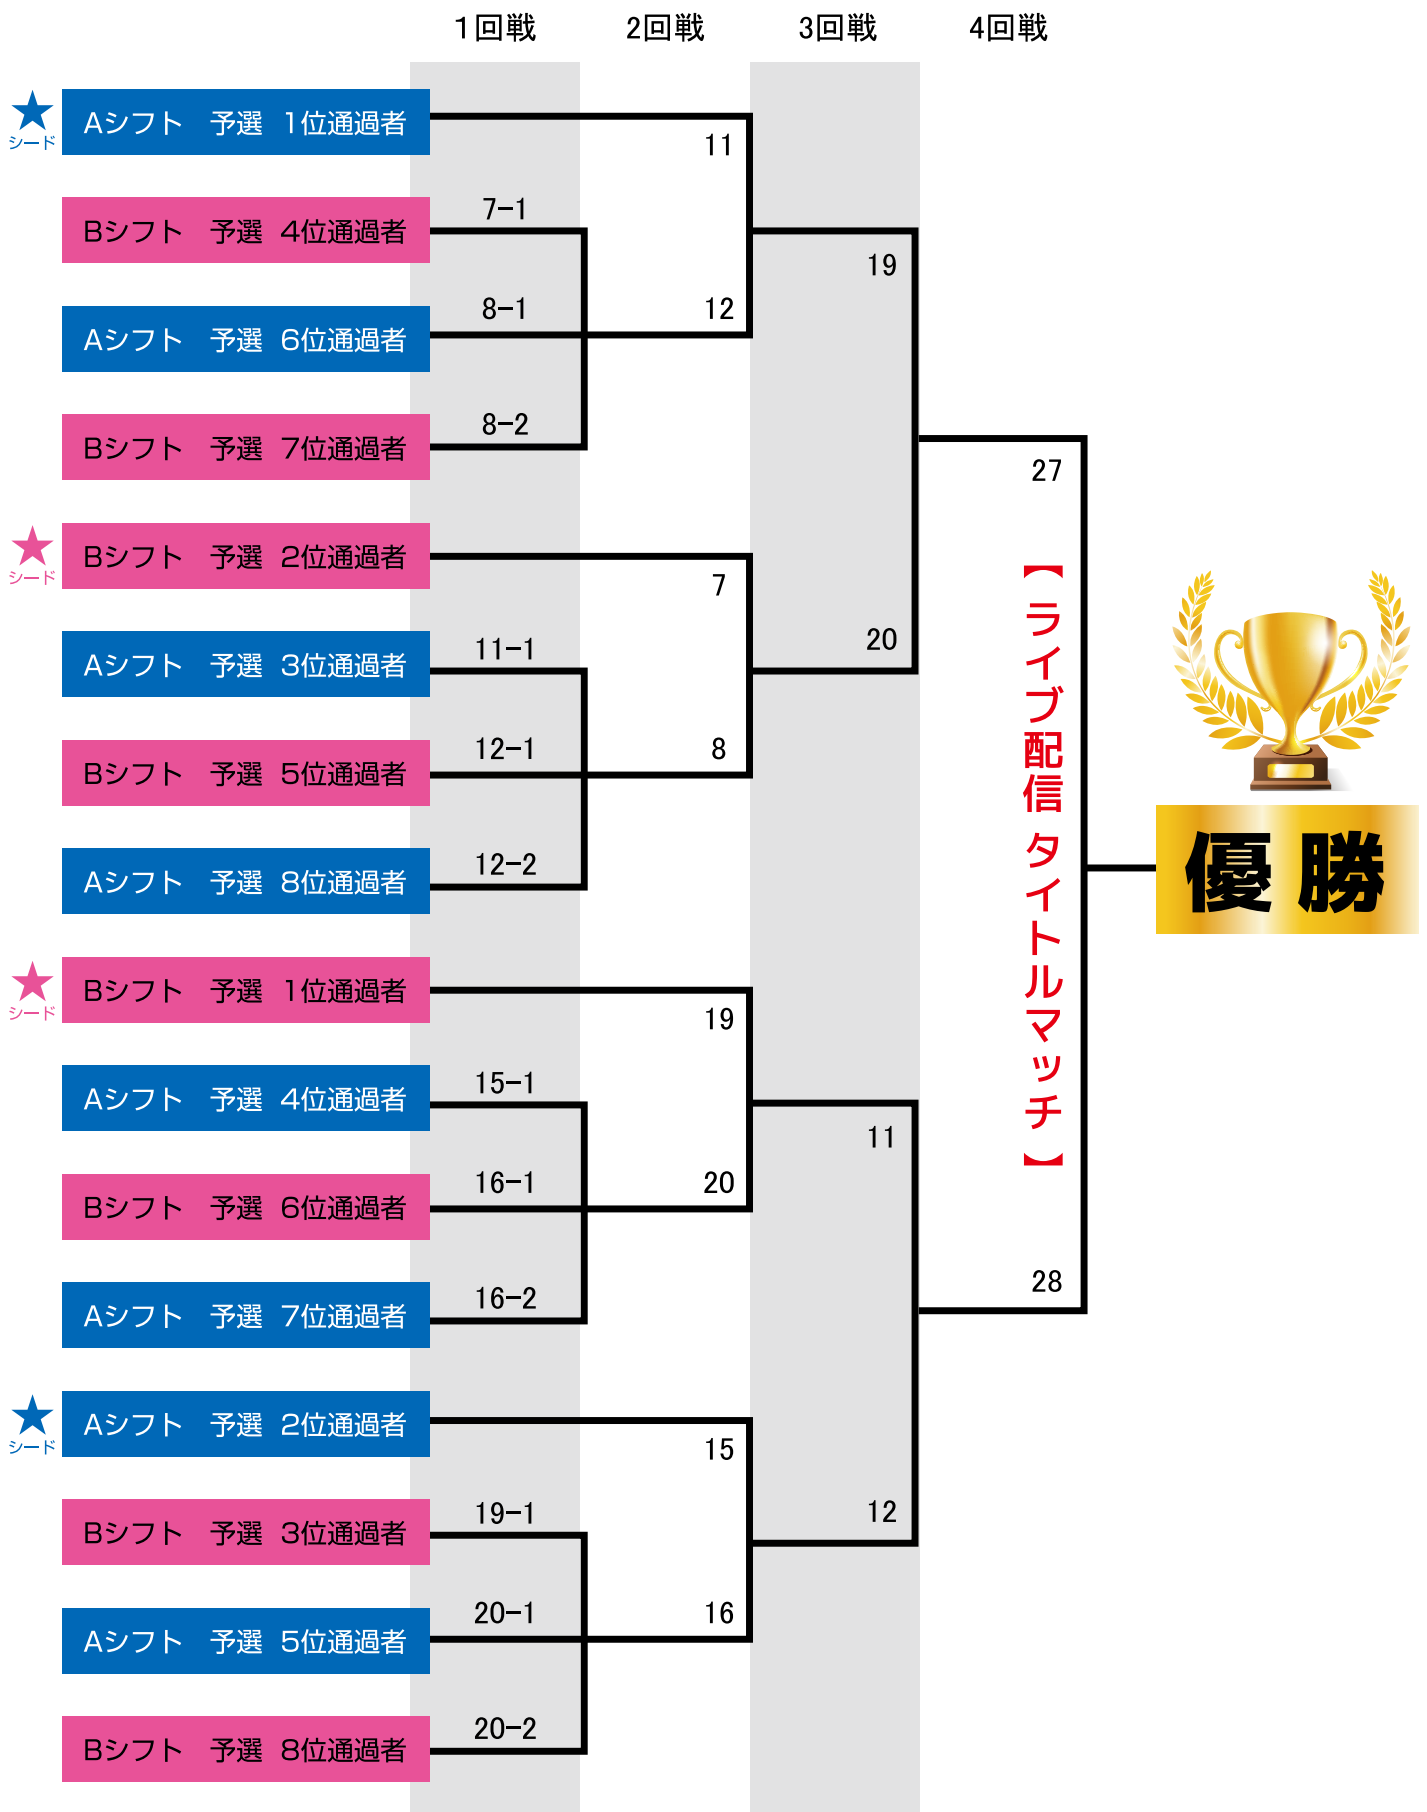 1回戦
2回戦
3回戦
4回戦
シード
Aシフト 予選 1位通過者
11
Bシフト 予選 4位通過者
7-1
19
Aシフト 予選 6位通過者
8-1
12
Bシフト 予選 7位通過者
8-2
27
シード
Bシフト 予選 2位通過者
7
Aシフト 予選 3位通過者
11-1
20
Bシフト 予選 5位通過者
12-1
8
Aシフト 予選 8位通過者
12-2
【ライブ配信 タイトルマッチ】
優勝
シード
Bシフト 予選 1位通過者
19
Aシフト 予選 4位通過者
15-1
11
Bシフト 予選 6位通過者
16-1
20
Aシフト 予選 7位通過者
16-2
28
シード
Aシフト 予選 2位通過者
15
Bシフト 予選 3位通過者
19-1
12
Aシフト 予選 5位通過者
20-1
16
Bシフト 予選 8位通過者
20-2